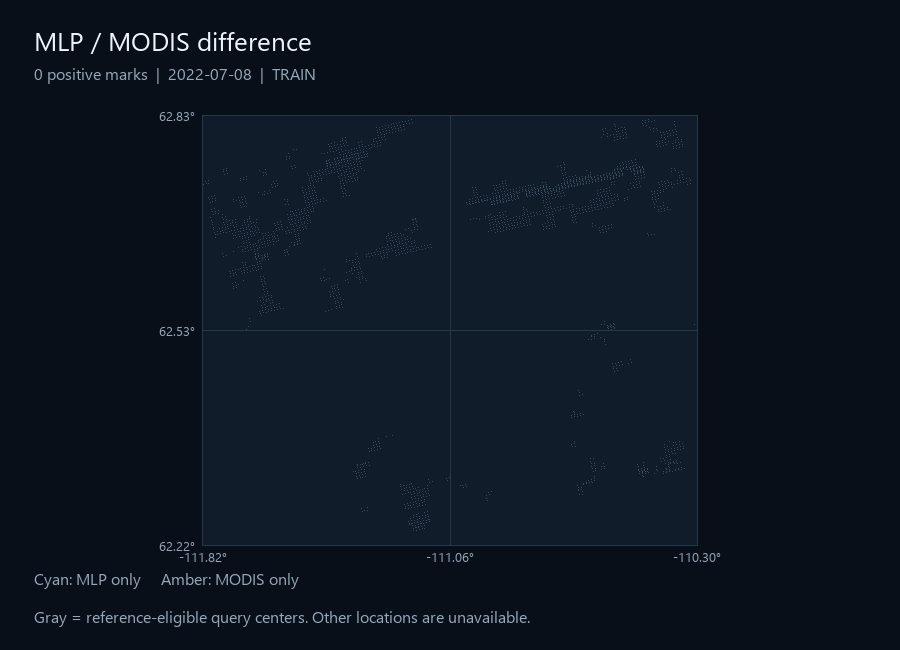 MLP / MODIS difference
0 positive marks | 2022-07-08 | TRAIN
62.83°
62.53°
62.22°
-111.82° -111.06° -110.30°
Cyan: MLP only Amber: MODIS only
Gray = reference-eligible query centers. Other locations are unavailable.